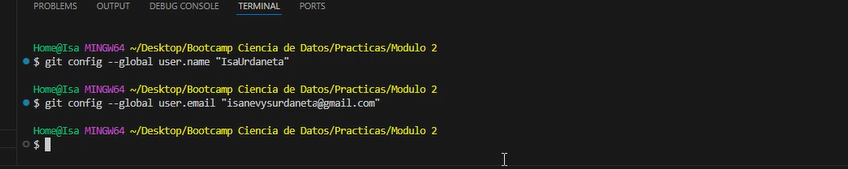 PROBLEMS OUTPUT DEBUG CONSOLE TERMINAL PORTS
Home@Isa MINGW64 ~/Desktop/Bootcamp Ciencia de Datos/Practicas/Modulo 2
$ git config --global user.name "IsaUrdaneta"
Home@Isa MINGW64 ~/Desktop/Bootcamp Ciencia de Datos/Practicas/Modulo 2
$ git config --global user.email "isanevysurdaneta@gmail.com"
Home@Isa MINGW64 ~/Desktop/Bootcamp Ciencia de Datos/Practicas/Modulo 2
$